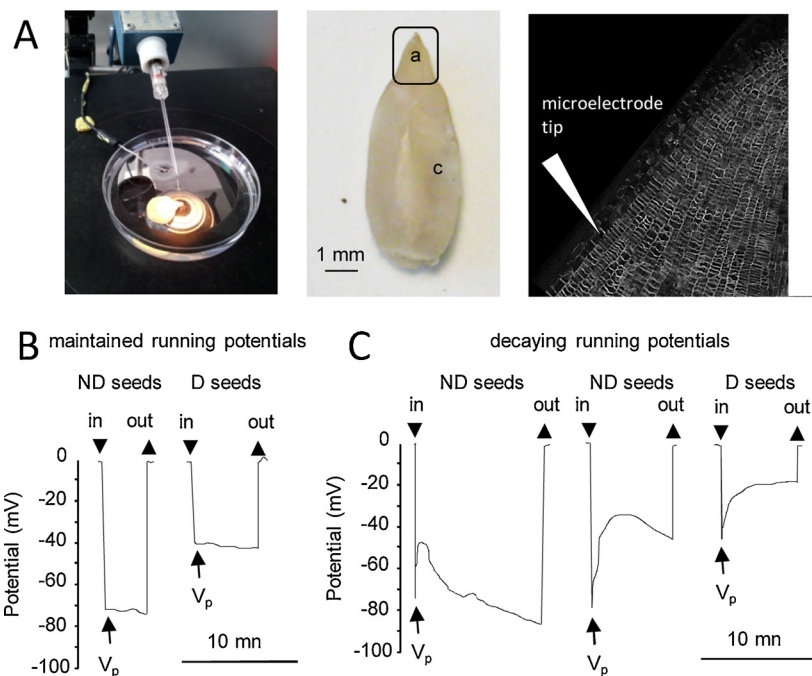 A
a
c
1 mm
microelectrode
tip
B maintained running potentials
ND seeds D seeds
in out in out
0
-20
-40
-60
-80
-100
Potential (mV)
Vₚ
Vₚ
10 mn
C decaying running potentials
ND seeds ND seeds D seeds
in out in out in out
0
-20
-40
-60
-80
-100
Potential (mV)
Vₚ
Vₚ
Vₚ
10 mn